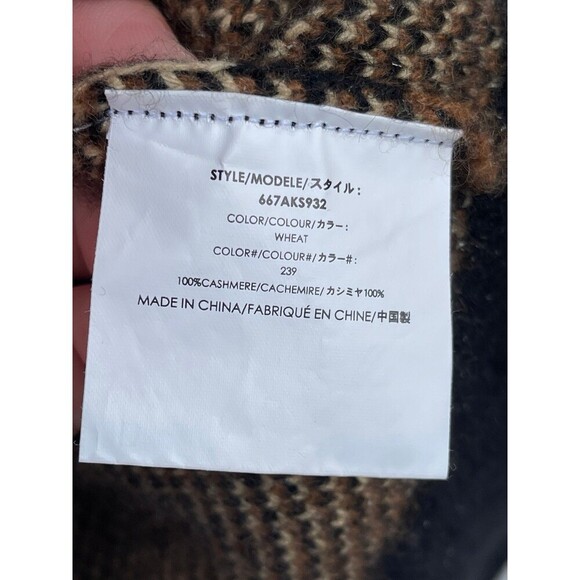 STYLE/MODELE/スタイル:
667AKS932
COLOR/COLOUR/カラー:
WHEAT
COLOR#/COLOUR#/カラー#:
239
100%CASHMERE/CACHEMIRE/カシミヤ100%
MADE IN CHINA/FABRIQUÉ EN CHINE/中国製